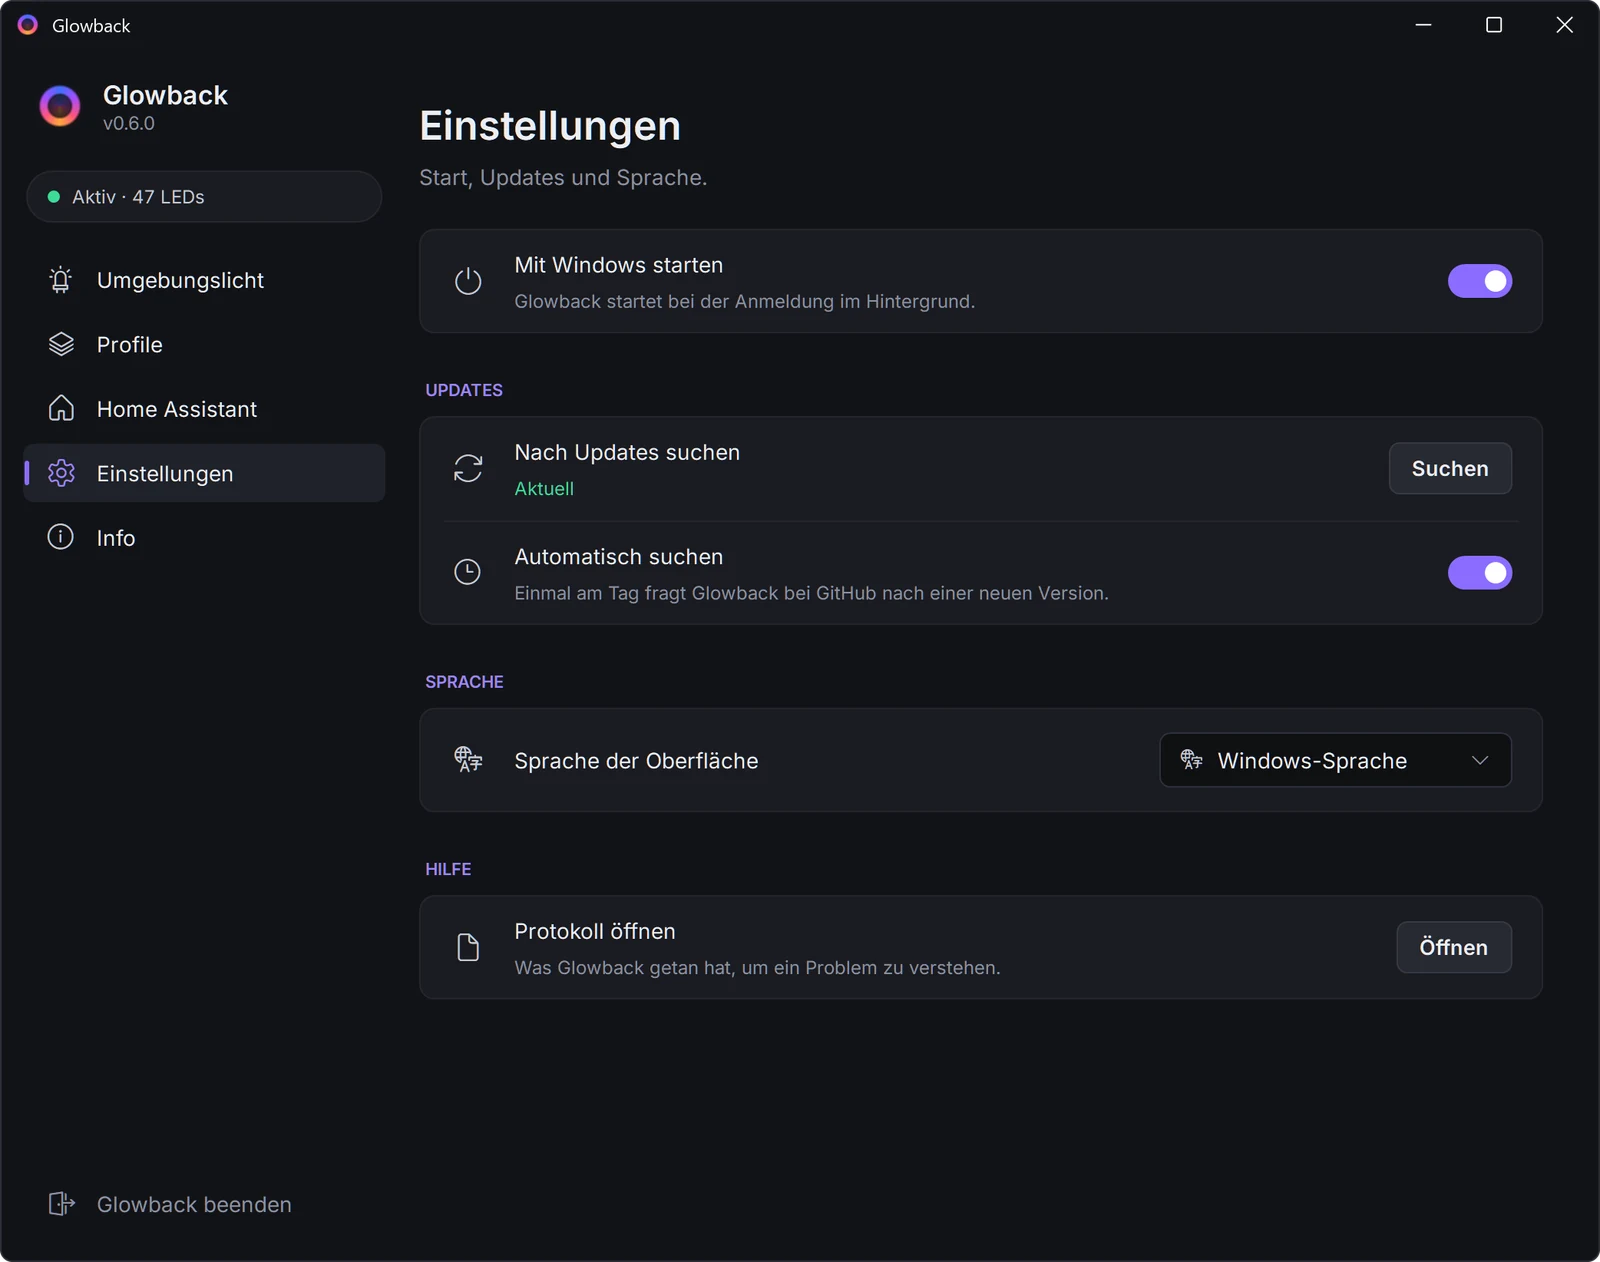 Glowback
Glowback
v0.6.0
Aktiv · 47 LEDs
Umgebungslicht
Profile
Home Assistant
Einstellungen
Info
Glowback beenden
Einstellungen
Start, Updates und Sprache.
Mit Windows starten
Glowback startet bei der Anmeldung im Hintergrund.
UPDATES
Nach Updates suchen
Aktuell
Suchen
Automatisch suchen
Einmal am Tag fragt Glowback bei GitHub nach einer neuen Version.
SPRACHE
Sprache der Oberfläche
Windows-Sprache
HILFE
Protokoll öffnen
Was Glowback getan hat, um ein Problem zu verstehen.
Öffnen